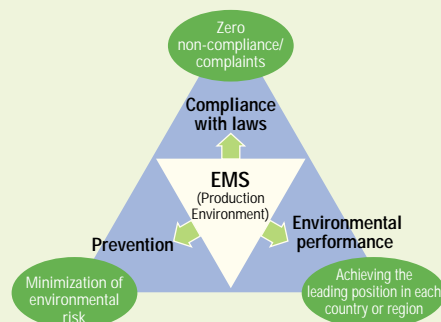 Zero
non-compliance/
complaints
Compliance
with laws
EMS
(Production
Environment)
Prevention
Environmental
performance
Minimization of
environmental
risk
Achieving the
leading position in each
country or region